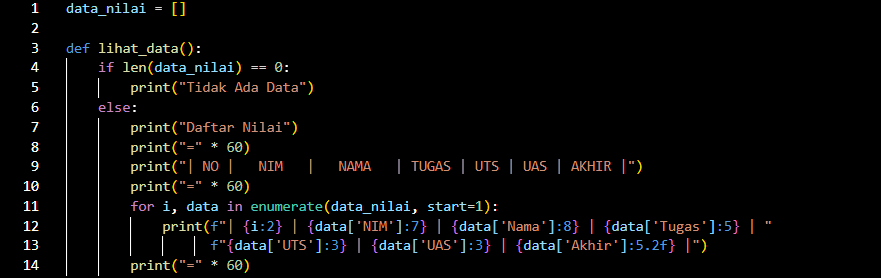 1 data_nilai = []
2
3 def lihat_data():
4     if len(data_nilai) == 0:
5         print("Tidak Ada Data")
6     else:
7         print("Daftar Nilai")
8         print("=" * 60)
9         print("| NO |   NIM   |   NAMA   | TUGAS | UTS | UAS | AKHIR |")
10         print("=" * 60)
11         for i, data in enumerate(data_nilai, start=1):
12             print(f"| {i:2} | {data['NIM']:7} | {data['Nama']:8} | {data['Tugas']:5} | "
13                   f"{data['UTS']:3} | {data['UAS']:3} | {data['Akhir']:5.2f} |")
14         print("=" * 60)